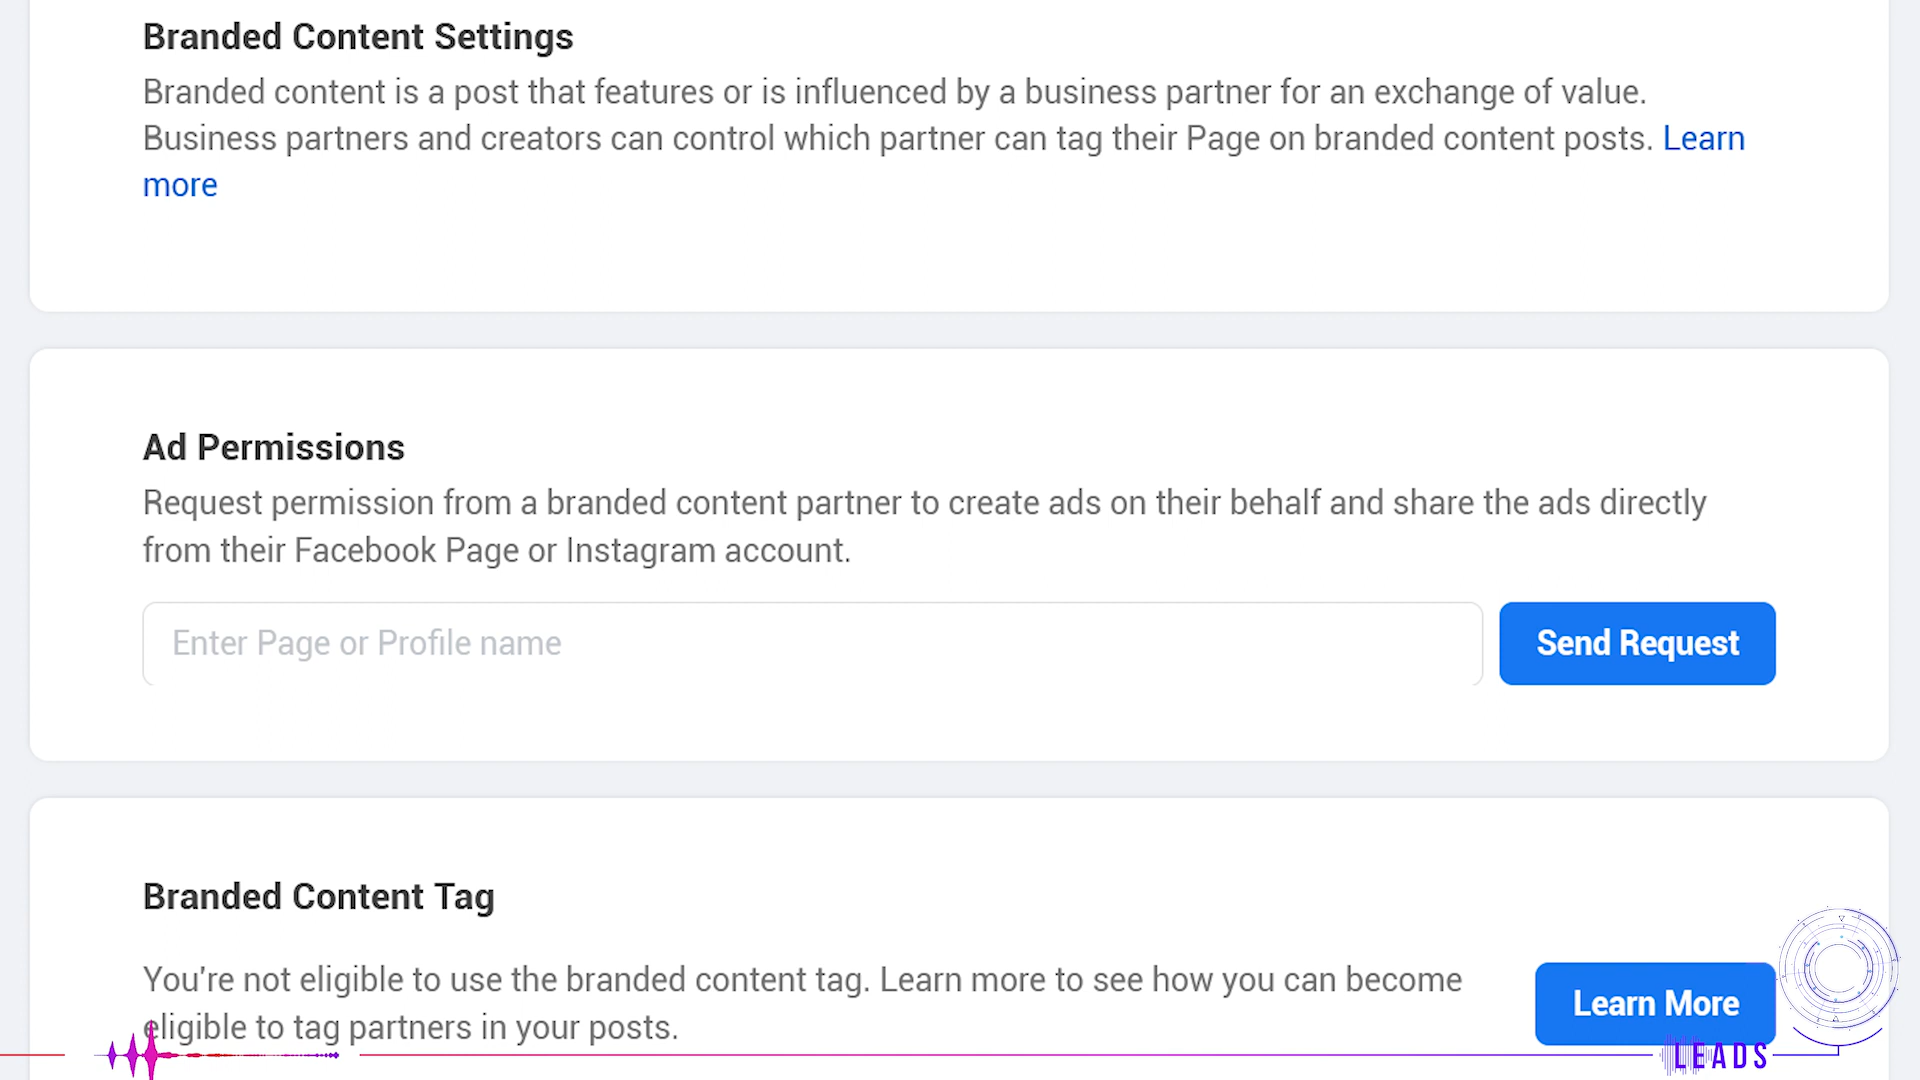 Branded Content Settings
Branded content is a post that features or is influenced by a business partner for an exchange of value.
Business partners and creators can control which partner can tag their Page on branded content posts. Learn
more
Ad Permissions
Request permission from a branded content partner to create ads on their behalf and share the ads directly
from their Facebook Page or Instagram account.
Enter Page or Profile name
Send Request
Branded Content Tag
You're not eligible to use the branded content tag. Learn more to see how you can become
eligible to tag partners in your posts.
Learn More
LEADS